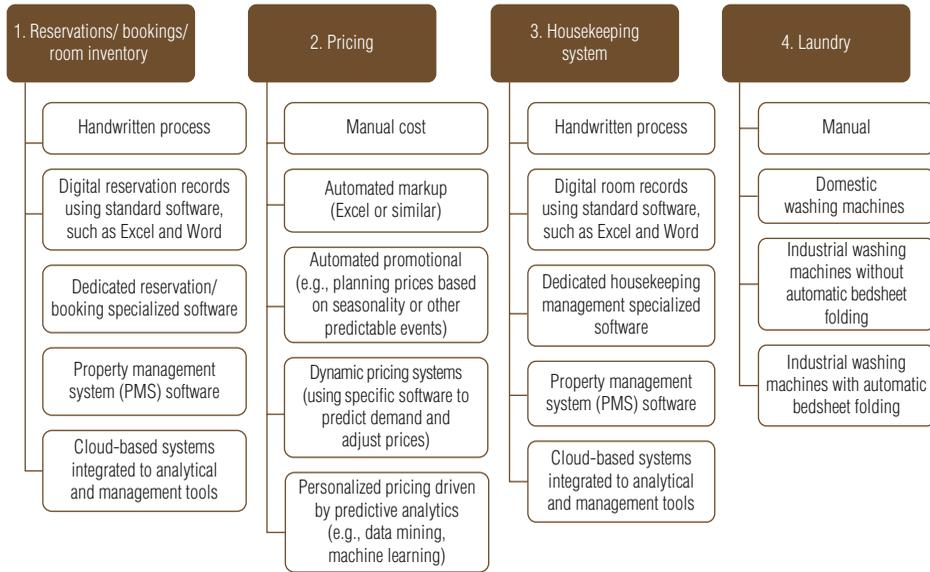 1. Reservations/ bookings/
room inventory
Handwritten process
Digital reservation records
using standard software,
such as Excel and Word
Dedicated reservation/
booking specialized software
Property management
system (PMS) software
Cloud-based systems
integrated to analytical
and management tools
2. Pricing
Manual cost
Automated markup
(Excel or similar)
Automated promotional
(e.g., planning prices based
on seasonality or other
predictable events)
Dynamic pricing systems
(using specific software to
predict demand and
adjust prices)
Personalized pricing driven
by predictive analytics
(e.g., data mining,
machine learning)
3. Housekeeping
system
Handwritten process
Digital room records
using standard software,
such as Excel and Word
Dedicated housekeeping
management specialized
software
Property management
system (PMS) software
Cloud-based systems
integrated to analytical
and management tools
4. Laundry
Manual
Domestic
washing machines
Industrial washing
machines without
automatic bedsheet
folding
Industrial washing
machines with automatic
bedsheet folding